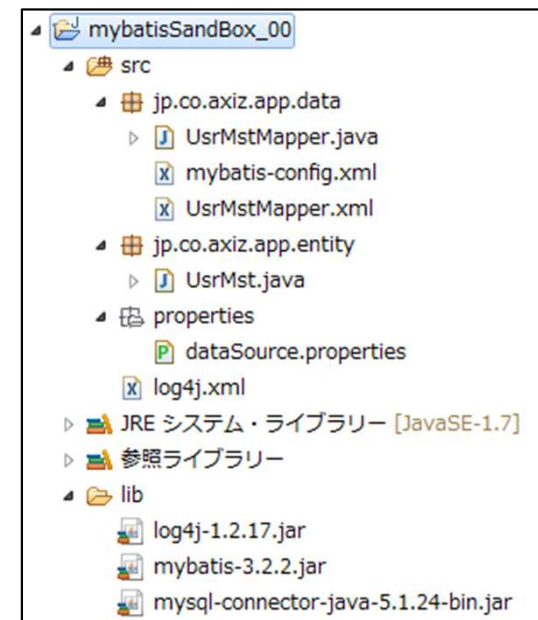 mybatisSandBox_00
src
jp.co.axiz.app.data
UsrMstMapper.java
mybatis-config.xml
UsrMstMapper.xml
jp.co.axiz.app.entity
UsrMst.java
properties
dataSource.properties
log4j.xml
JRE システム・ライブラリー [JavaSE-1.7]
参照ライブラリー
lib
log4j-1.2.17.jar
mybatis-3.2.2.jar
mysql-connector-java-5.1.24-bin.jar